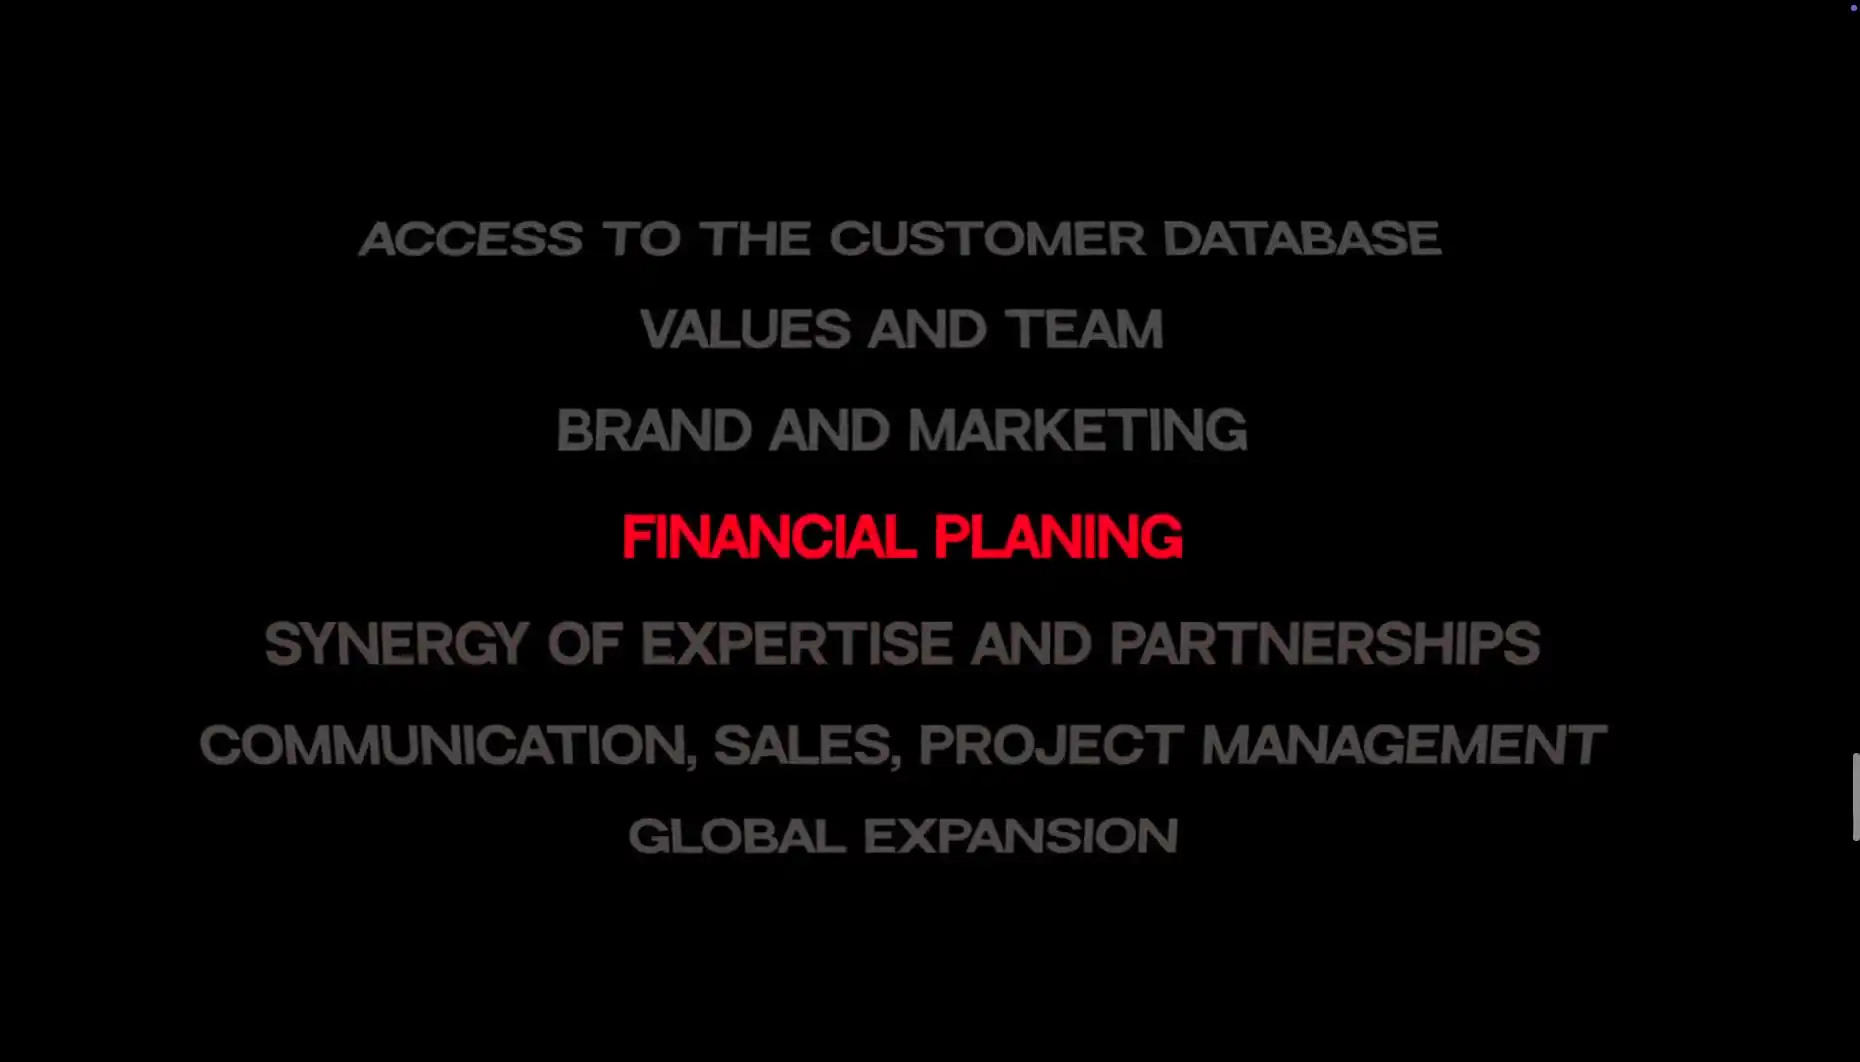 ACCESS TO THE CUSTOMER DATABASE
VALUES AND TEAM
BRAND AND MARKETING
FINANCIAL PLANING
SYNERGY OF EXPERTISE AND PARTNERSHIPS
COMMUNICATION, SALES, PROJECT MANAGEMENT
GLOBAL EXPANSION